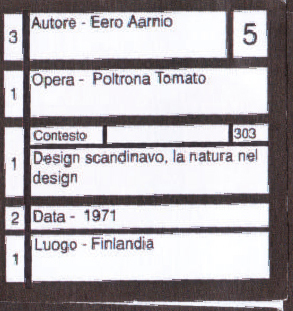 3 Autore - Eero Aarnio 5
1 Opera - Poltrona Tomato
Contesto 303
1 Design scandinavo, la natura nel
design
2 Data - 1971
1 Luogo - Finlandia